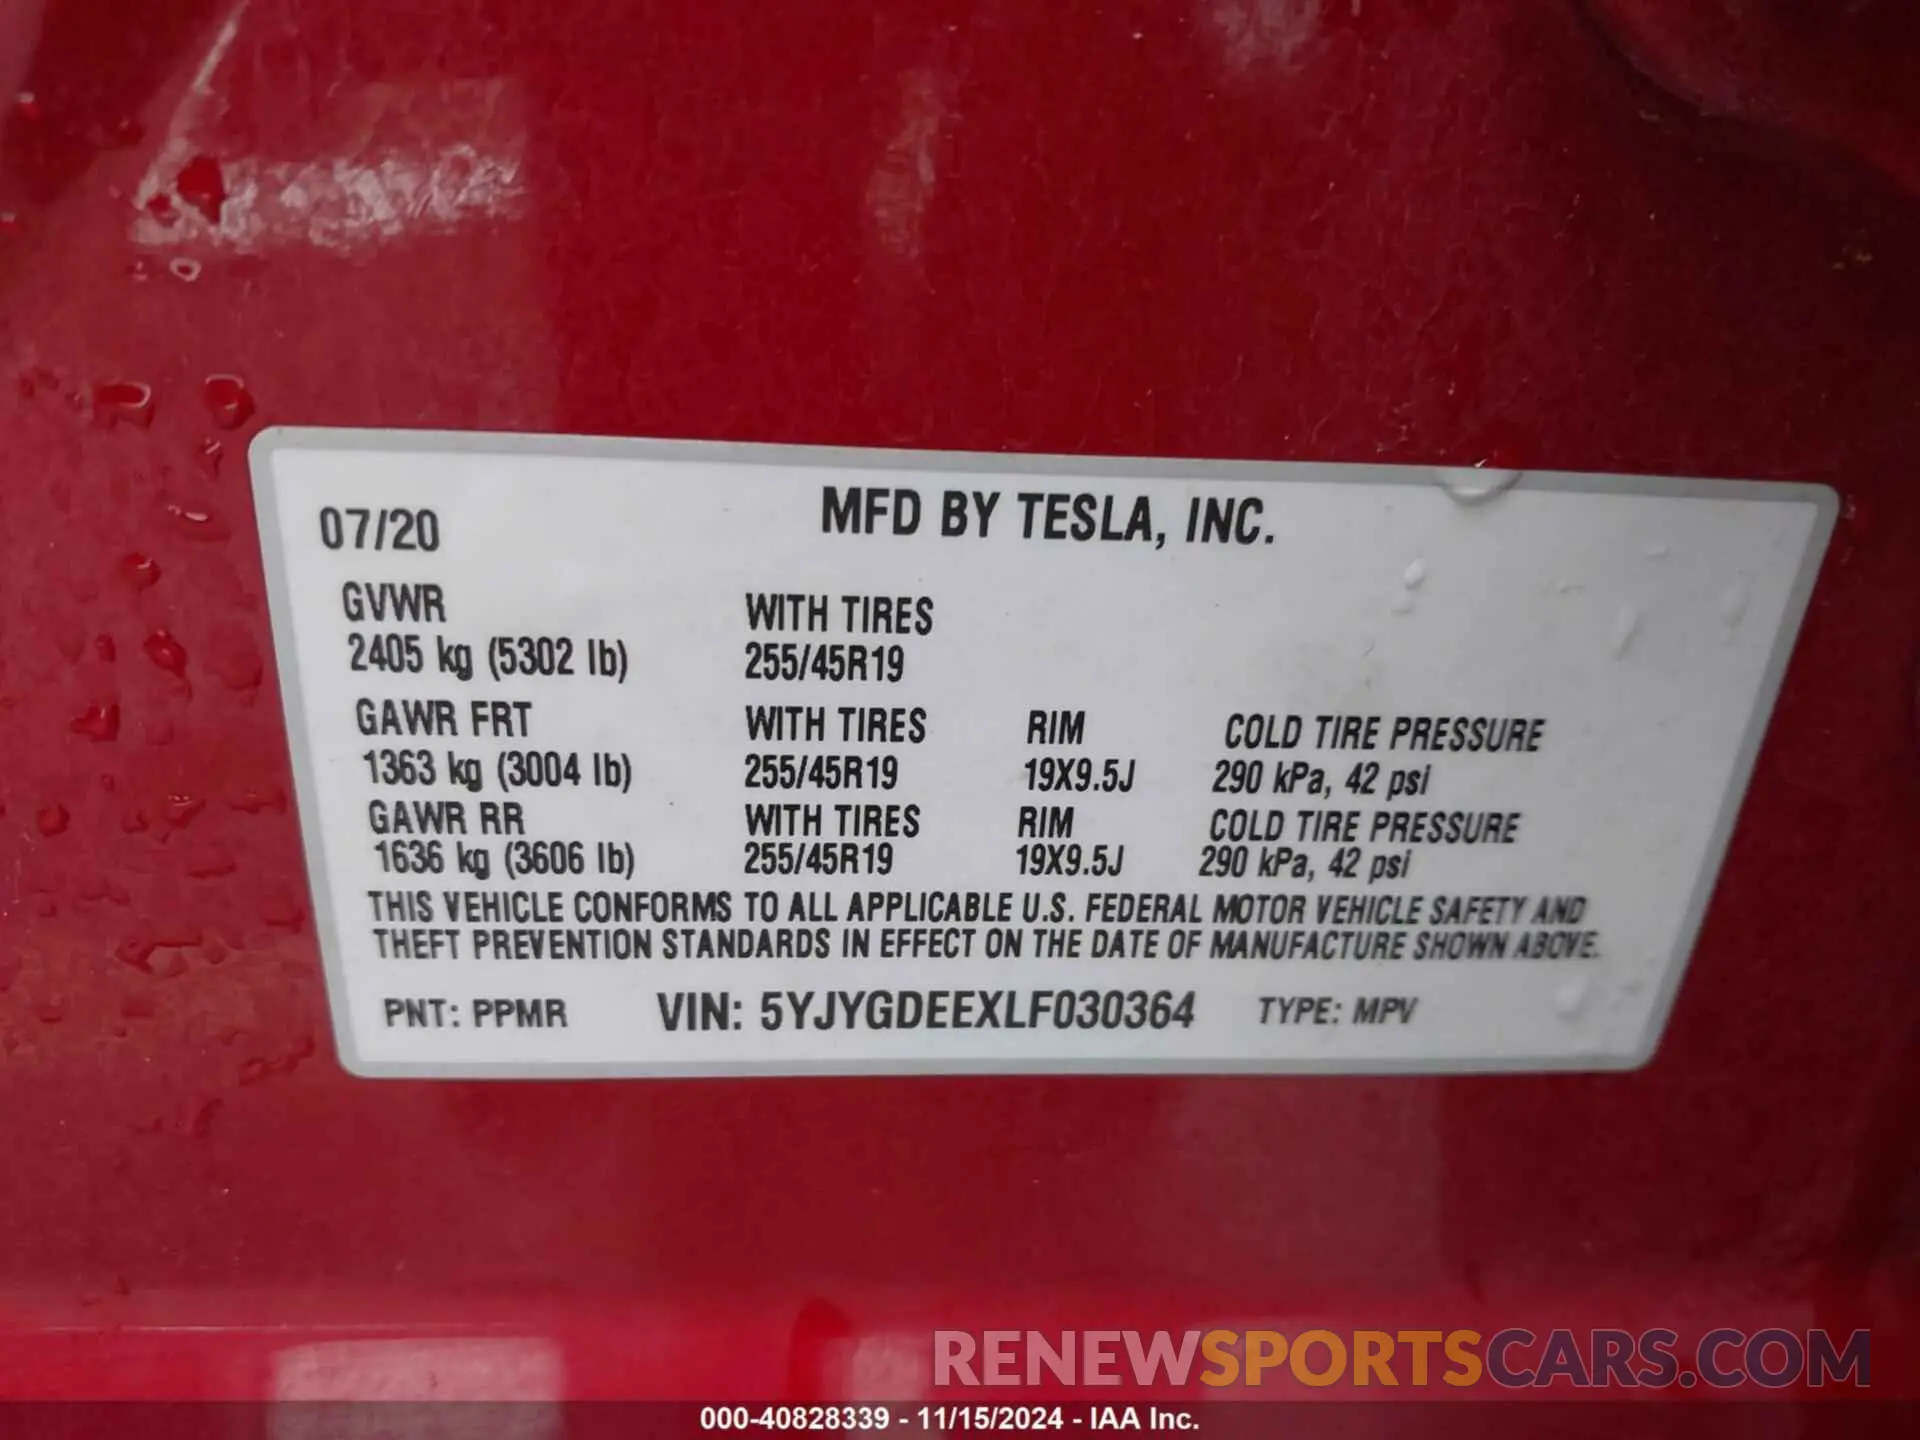 07/20 MFD BY TESLA, INC.
GVWR WITH TIRES
2405 kg (5302 lb) 255/45R19
GAWR FRT WITH TIRES RIM COLD TIRE PRESSURE
1363 kg (3004 lb) 255/45R19 19X9.5J 290 kPa, 42 psi
GAWR RR WITH TIRES RIM COLD TIRE PRESSURE
1636 kg (3606 lb) 255/45R19 19X9.5J 290 kPa, 42 psi
THIS VEHICLE CONFORMS TO ALL APPLICABLE U.S. FEDERAL MOTOR VEHICLE SAFETY AND
THEFT PREVENTION STANDARDS IN EFFECT ON THE DATE OF MANUFACTURE SHOWN ABOVE.
PNT: PPMR VIN: 5YJYGDEEXLF030364 TYPE: MPV
RENEWSPORTSCARS.COM
000-40828339 - 11/15/2024 - IAA Inc.